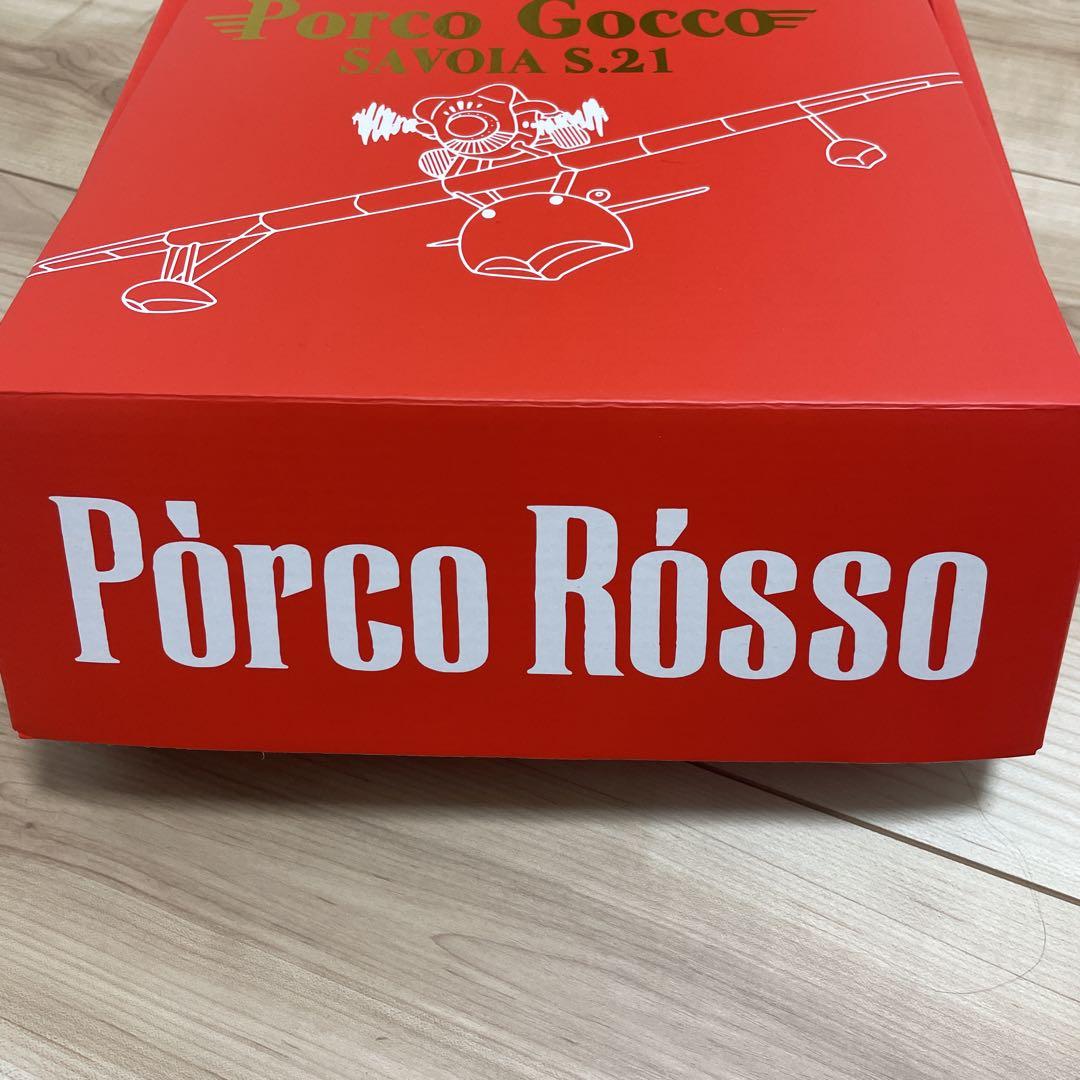 Porco Gocco
SAVOIA S.21
Pòrco Rósso